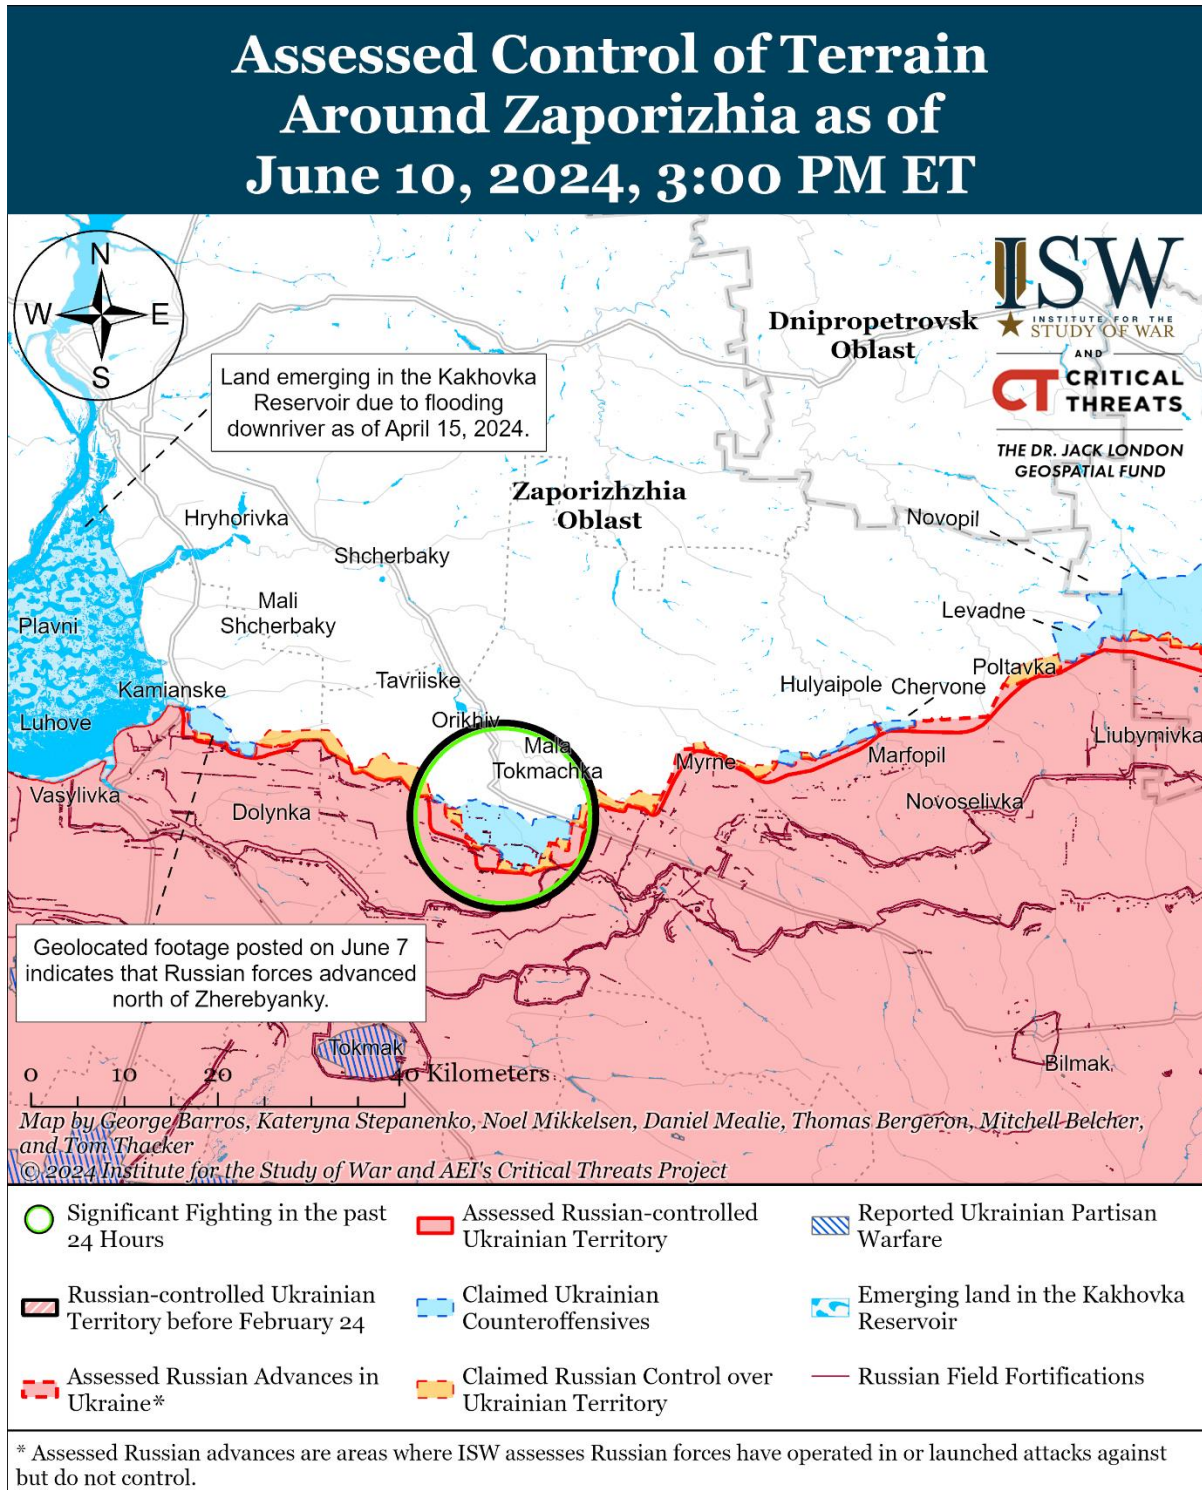 Assessed Control of Terrain
Around Zaporizhia as of
June 10, 2024, 3:00 PM ET
N
W
E
S
ISW
INSTITUTE FOR THE
STUDY OF WAR
AND
CT CRITICAL
THREATS
THE DR. JACK LONDON
GEOSPATIAL FUND
Dnipropetrovsk
Oblast
Land emerging in the Kakhovka
Reservoir due to flooding
downriver as of April 15, 2024.
Zaporizhzhia
Oblast
Hryhorivka
Novopil
Shcherbaky
Mali
Shcherbaky
Levadne
Plavni
Poltavka
Tavriiske
Hulyaipole
Chervone
Kamianske
Luhove
Orikhiv
Mala
Tokmachka
Myrne
Marfopil
Liubymivka
Vasylivka
Dolynka
Novoselivka
Geolocated footage posted on June 7
indicates that Russian forces advanced
north of Zherebyanky.
Tokmak
Bilmak
0 10 20 40 Kilometers
Map by George Barros, Kateryna Stepanenko, Noel Mikkelsen, Daniel Mealie, Thomas Bergeron, Mitchell Belcher,
and Tom Thacker
© 2024 Institute for the Study of War and AEI's Critical Threats Project
Significant Fighting in the past
24 Hours
Assessed Russian-controlled
Ukrainian Territory
Reported Ukrainian Partisan
Warfare
Russian-controlled Ukrainian
Territory before February 24
Claimed Ukrainian
Counteroffensives
Emerging land in the Kakhovka
Reservoir
Assessed Russian Advances in
Ukraine*
Claimed Russian Control over
Ukrainian Territory
Russian Field Fortifications
* Assessed Russian advances are areas where ISW assesses Russian forces have operated in or launched attacks against
but do not control.